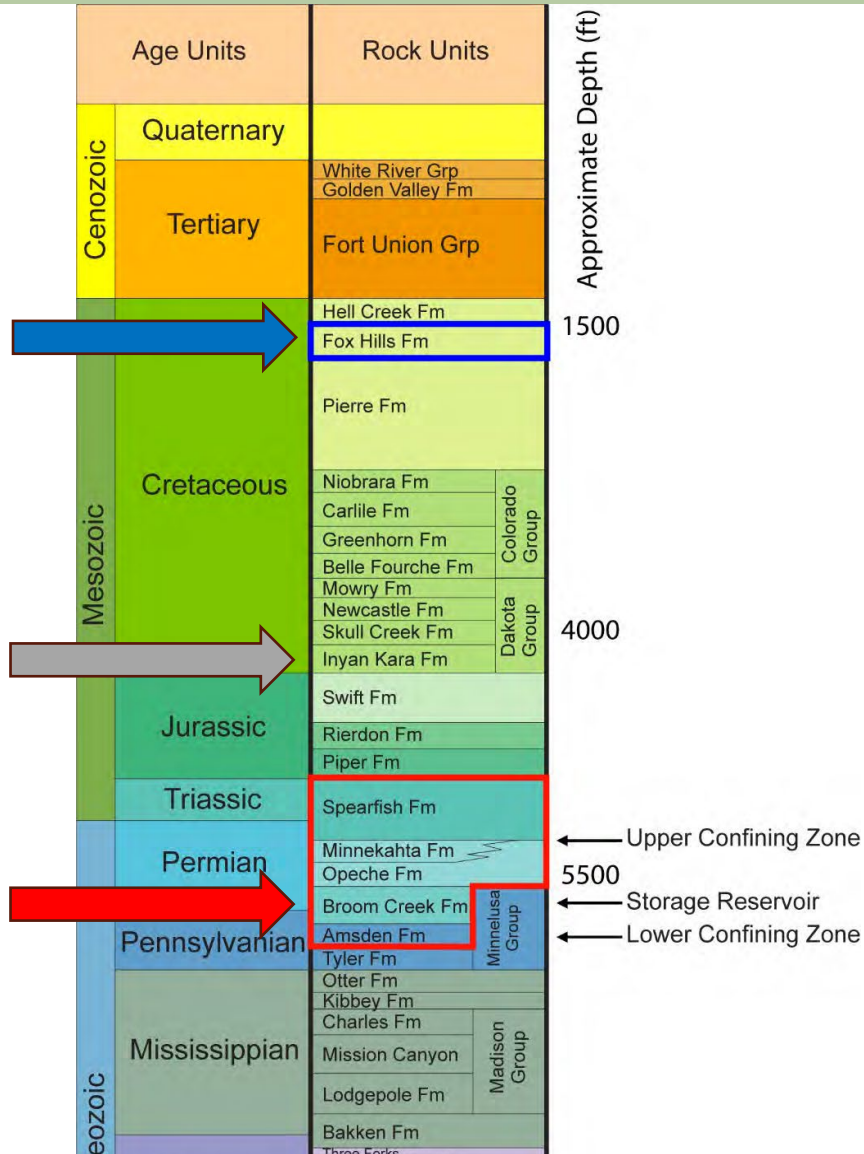 Age Units
Rock Units
Approximate Depth (ft)
Cenozoic
Quaternary
Tertiary
White River Grp
Golden Valley Fm
Fort Union Grp
Mesozoic
Cretaceous
Hell Creek Fm
1500
Fox Hills Fm
Pierre Fm
Niobrara Fm
Carlile Fm
Greenhorn Fm
Belle Fourche Fm
Colorado
Group
Mowry Fm
Newcastle Fm
Skull Creek Fm
Inyan Kara Fm
Dakota
Group
4000
Jurassic
Swift Fm
Rierdon Fm
Piper Fm
Triassic
Spearfish Fm
Permian
Minnekahta Fm
Upper Confining Zone
Opeche Fm
5500
Broom Creek Fm
Storage Reservoir
Pennsylvanian
Amsden Fm
Lower Confining Zone
Tyler Fm
Minnelusa
Group
eozoic
Mississippian
Otter Fm
Kibbey Fm
Charles Fm
Mission Canyon
Lodgepole Fm
Madison
Group
Bakken Fm
Three Forks